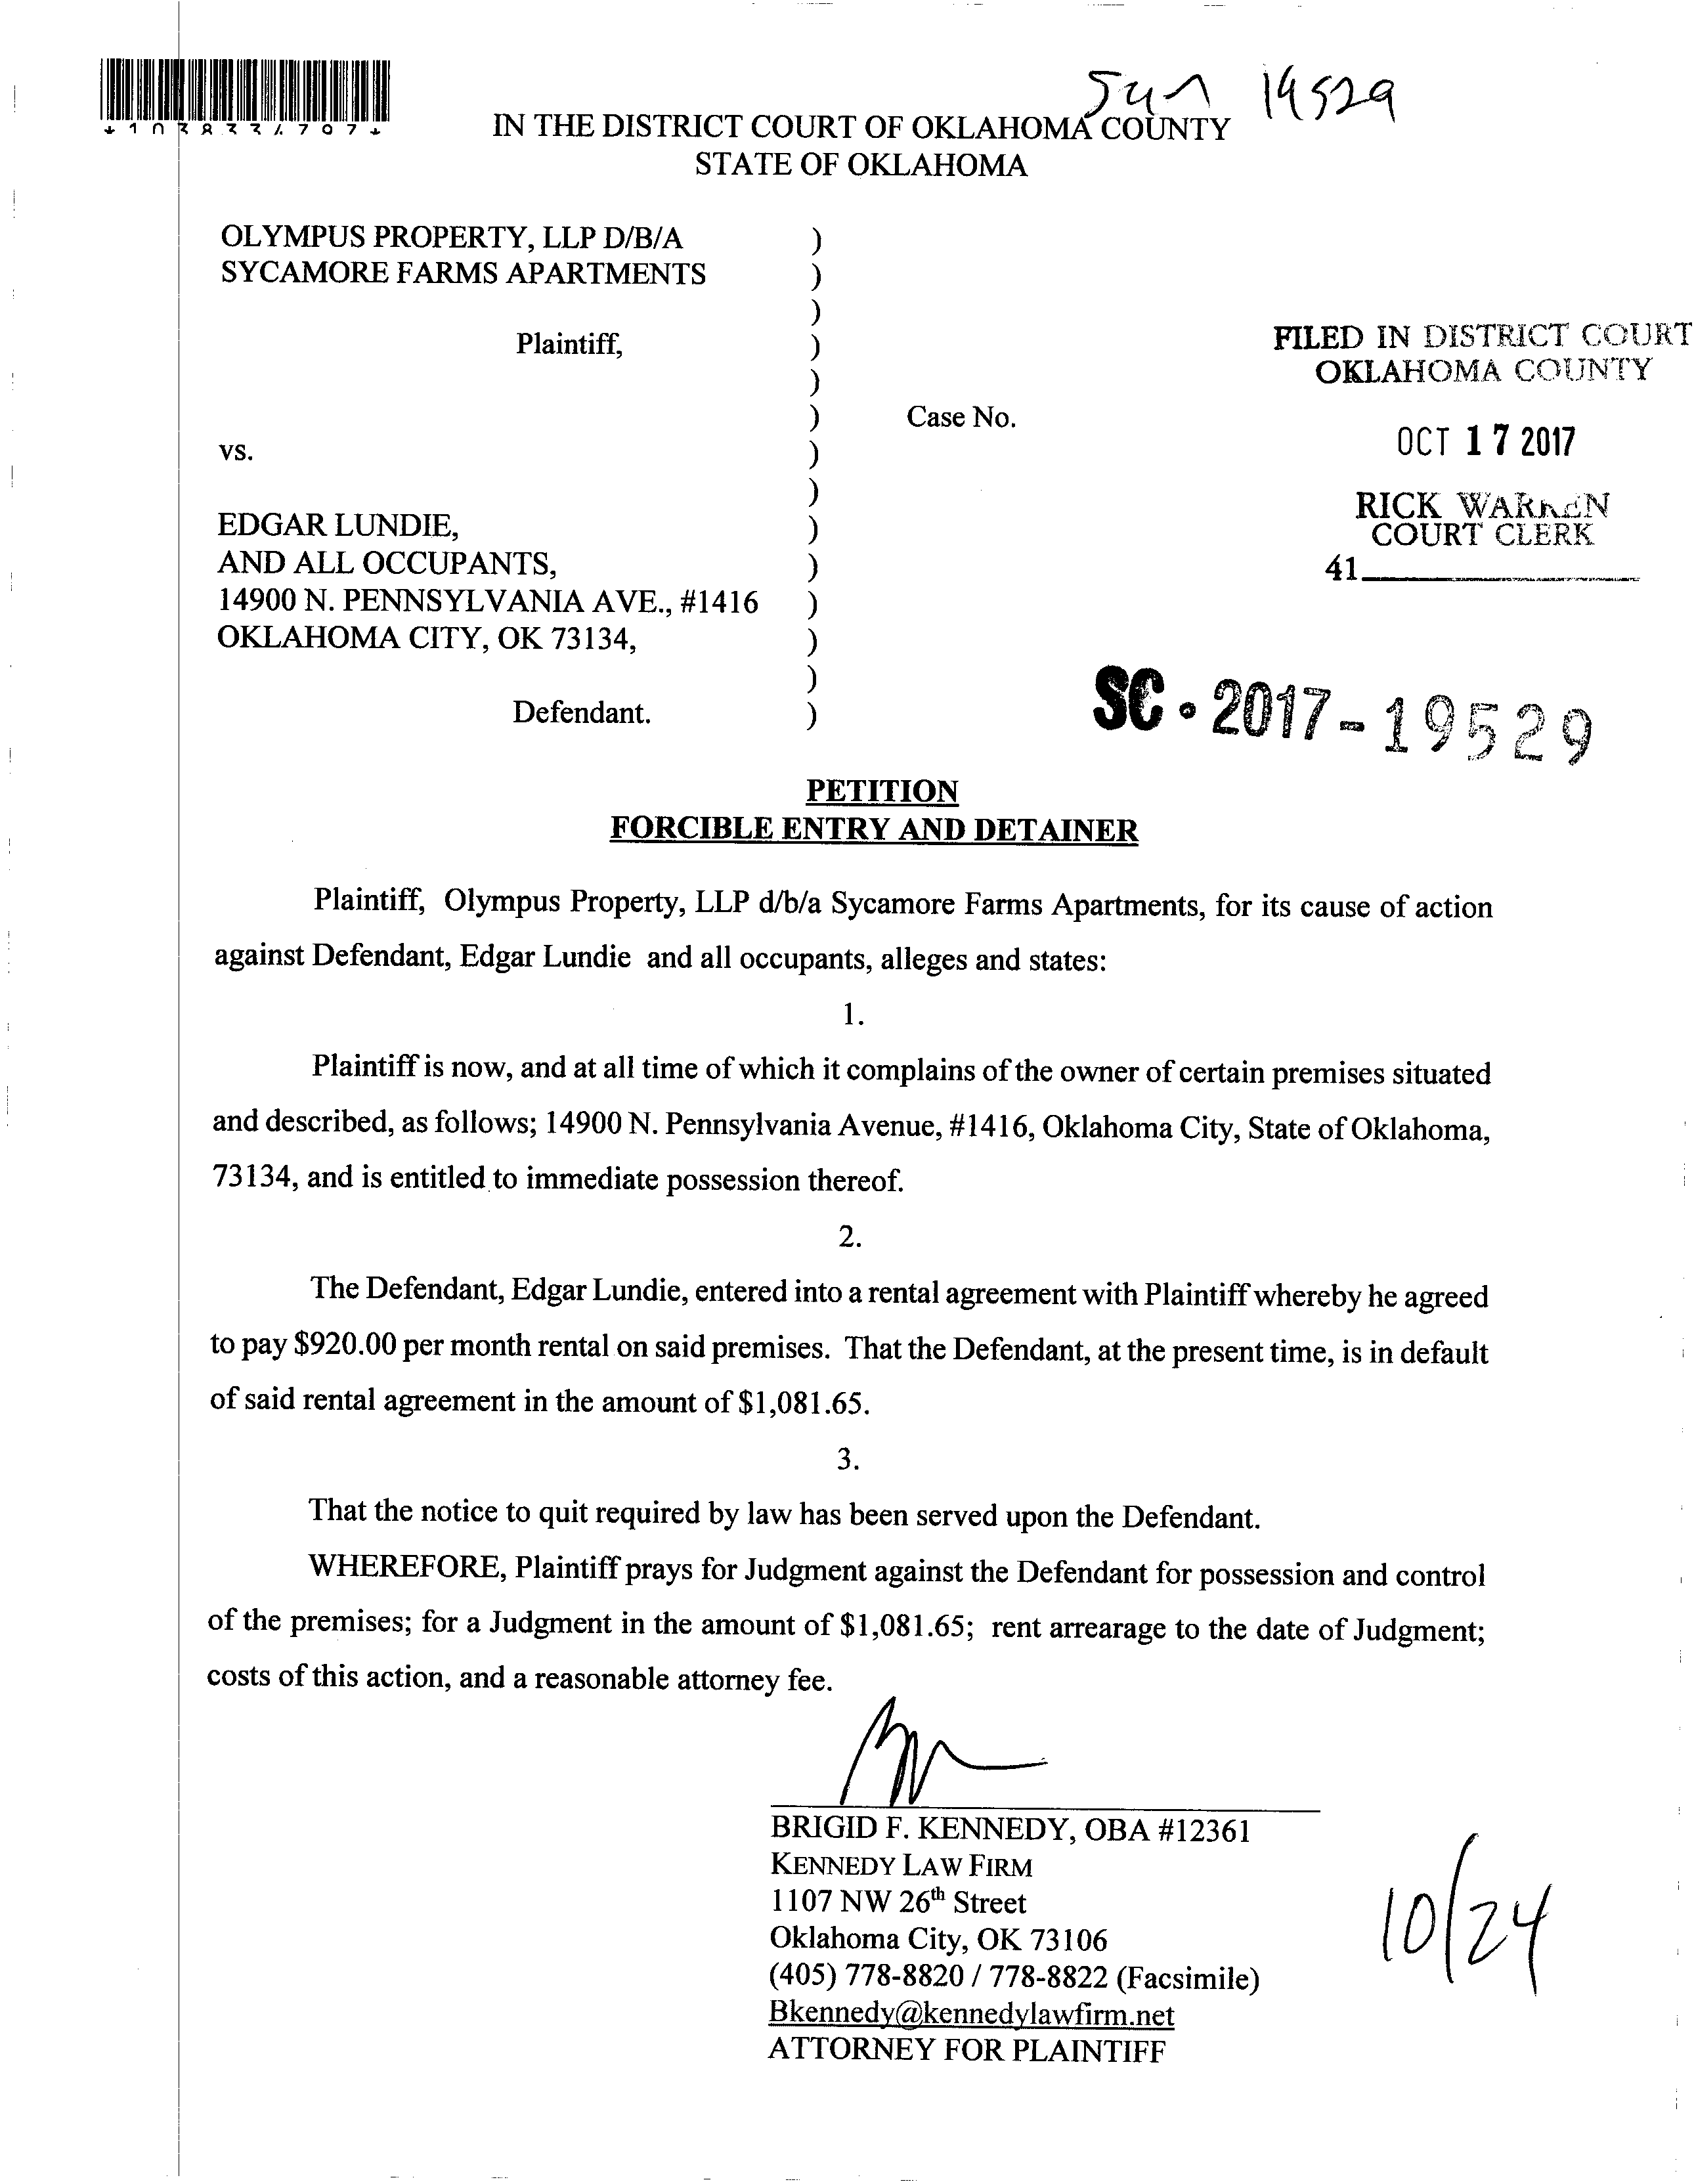 *1038334707*
Sun 19529
IN THE DISTRICT COURT OF OKLAHOMA COUNTY
STATE OF OKLAHOMA
OLYMPUS PROPERTY, LLP D/B/A )
SYCAMORE FARMS APARTMENTS )
)
Plaintiff, )
)
) Case No.
vs. )
)
EDGAR LUNDIE, )
AND ALL OCCUPANTS, )
14900 N. PENNSYLVANIA AVE., #1416 )
OKLAHOMA CITY, OK 73134, )
)
Defendant. )
FILED IN DISTRICT COURT
OKLAHOMA COUNTY
OCT 17 2017
RICK WARREN
COURT CLERK
41
SC • 2017-19529
PETITION
FORCIBLE ENTRY AND DETAINER
Plaintiff, Olympus Property, LLP d/b/a Sycamore Farms Apartments, for its cause of action
against Defendant, Edgar Lundie and all occupants, alleges and states:
1.
Plaintiff is now, and at all time of which it complains of the owner of certain premises situated
and described, as follows; 14900 N. Pennsylvania Avenue, #1416, Oklahoma City, State of Oklahoma,
73134, and is entitled to immediate possession thereof.
2.
The Defendant, Edgar Lundie, entered into a rental agreement with Plaintiff whereby he agreed
to pay $920.00 per month rental on said premises. That the Defendant, at the present time, is in default
of said rental agreement in the amount of $1,081.65.
3.
That the notice to quit required by law has been served upon the Defendant.
WHEREFORE, Plaintiff prays for Judgment against the Defendant for possession and control
of the premises; for a Judgment in the amount of $1,081.65; rent arrearage to the date of Judgment;
costs of this action, and a reasonable attorney fee.
BRIGID F. KENNEDY, OBA #12361
KENNEDY LAW FIRM
1107 NW 26th Street
Oklahoma City, OK 73106
(405) 778-8820 / 778-8822 (Facsimile)
Bkennedy@kennedylawfirm.net
ATTORNEY FOR PLAINTIFF
10/24